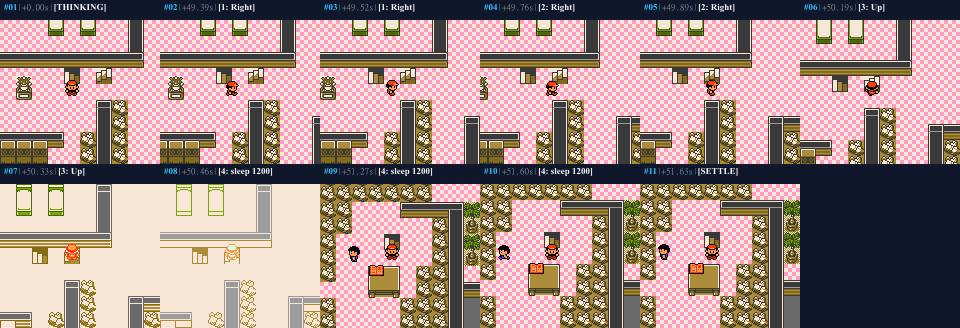 #01|+0.00s|[THINKING]
#02|+49.39s|[1: Right]
#03|+49.52s|[1: Right]
#04|+49.76s|[2: Right]
#05|+49.89s|[2: Right]
#06|+50.19s|[3: Up]
#07|+50.33s|[3: Up]
#08|+50.46s|[4: sleep 1200]
#09|+51.27s|[4: sleep 1200]
#10|+51.60s|[4: sleep 1200]
#11|+51.63s|[SETTLE]